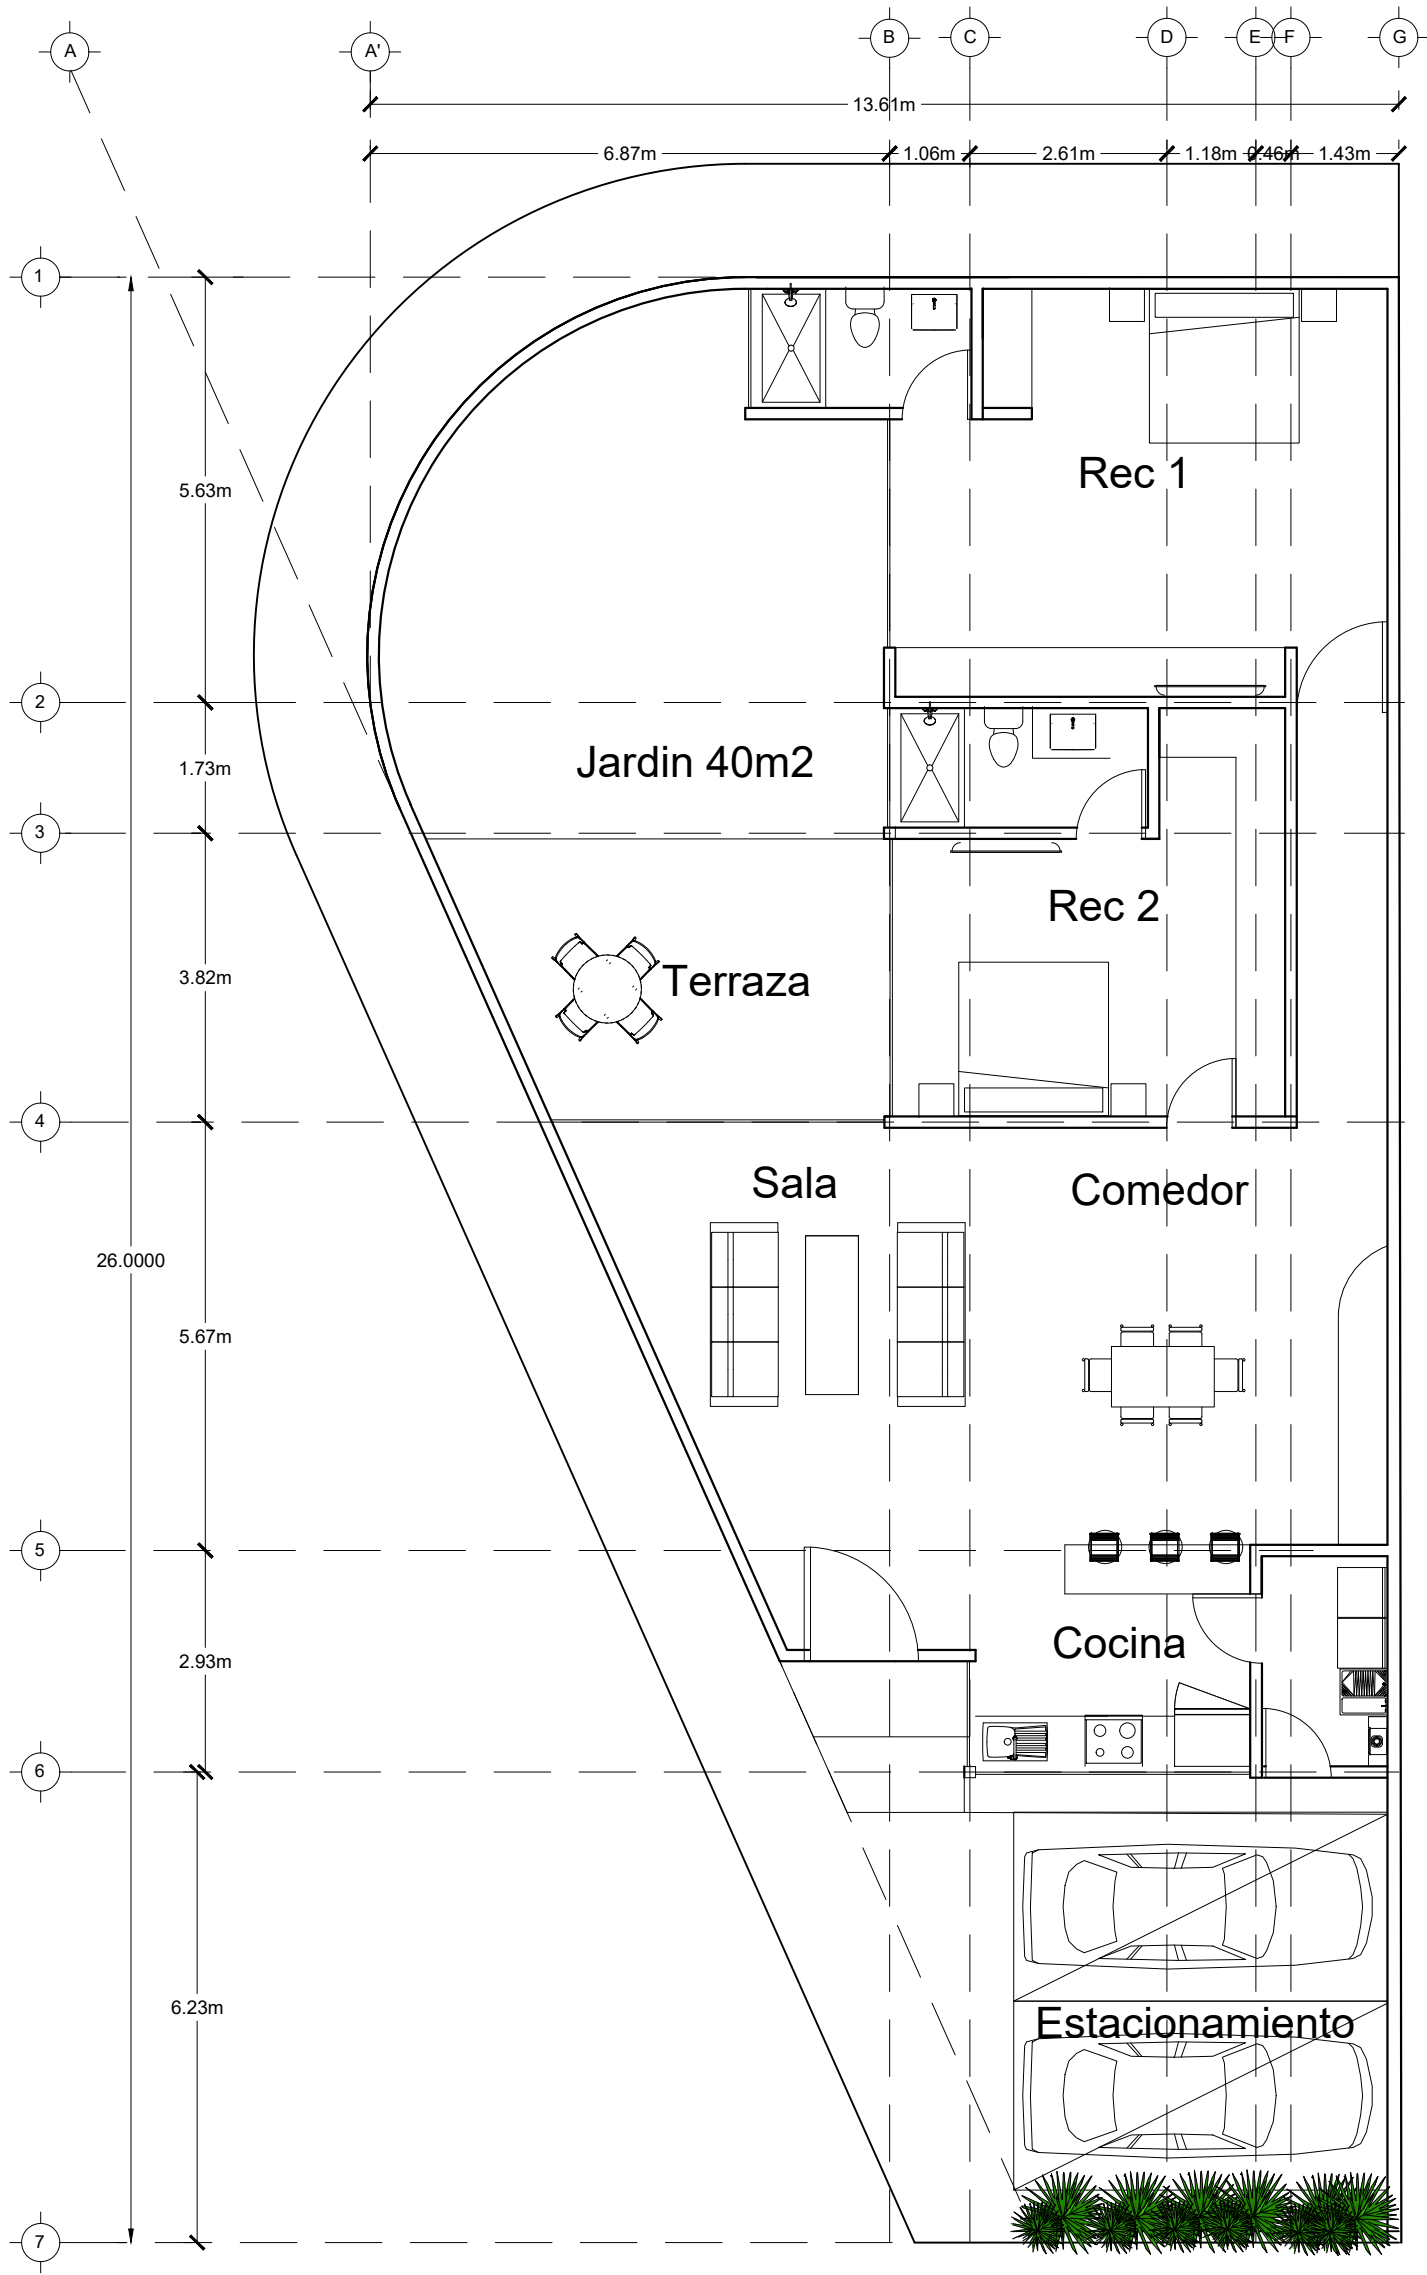 A
A'
B
C
D
E
F
G
13.61m
6.87m
1.06m
2.61m
1.18m
0.46m
1.43m
1
5.63m
Rec 1
2
1.73m
Jardin 40m2
3
Rec 2
3.82m
Terraza
4
Sala
Comedor
26.0000
5.67m
5
Cocina
2.93m
6
6.23m
Estacionamiento
7